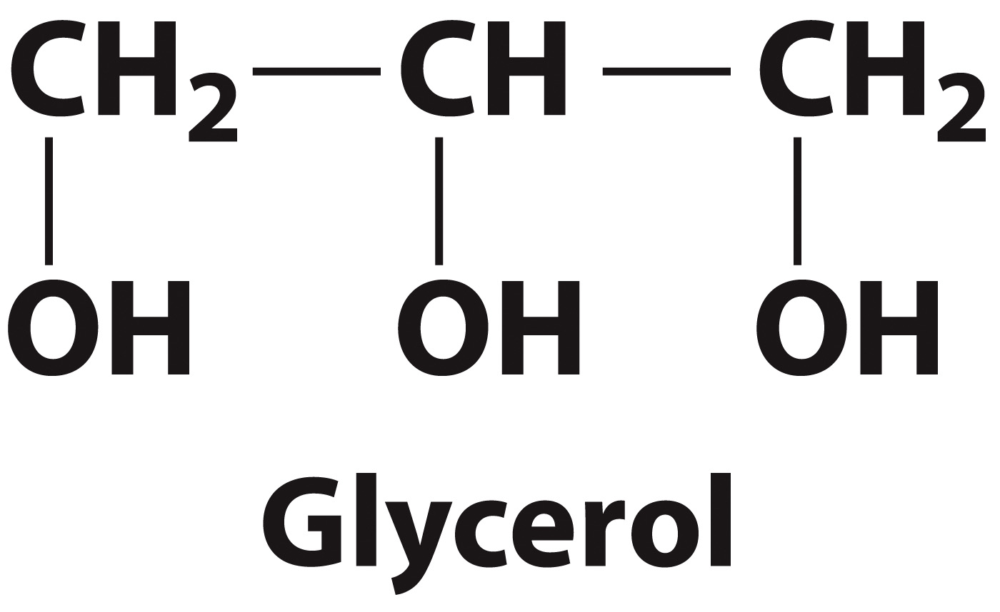 CH₂ — CH — CH₂
OH OH OH
Glycerol